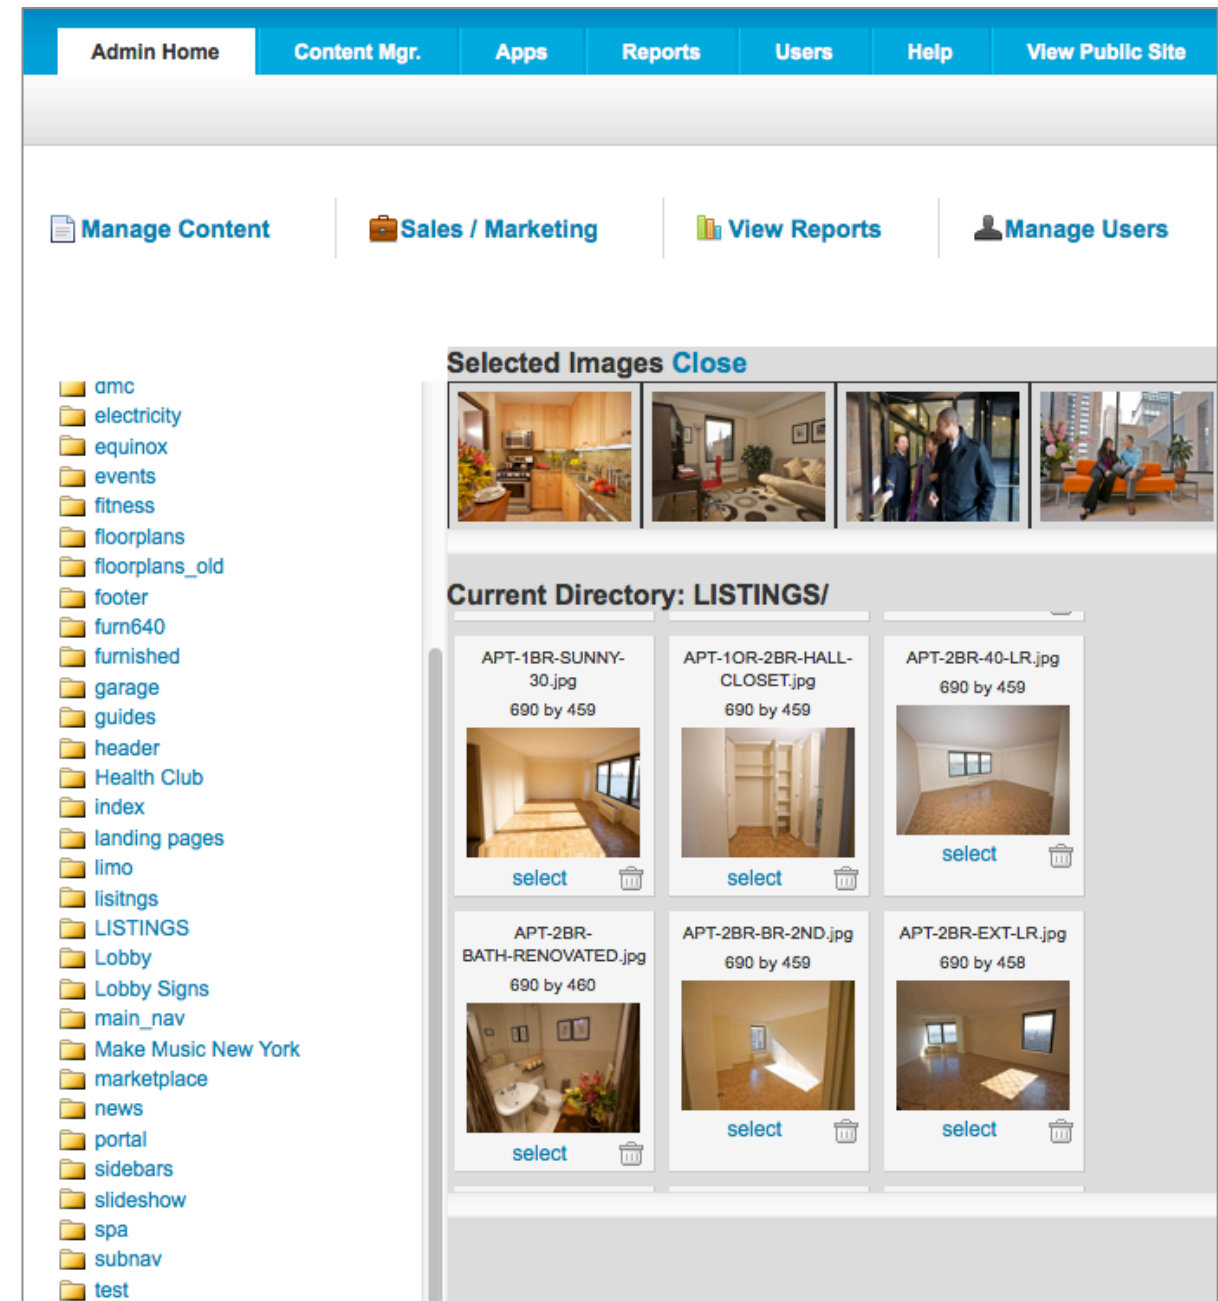 Admin Home
Content Mgr.
Apps
Reports
Users
Help
View Public Site
Manage Content
Sales / Marketing
View Reports
Manage Users
dmc
electricity
equinox
events
fitness
floorplans
floorplans_old
footer
furn640
furnished
garage
guides
header
Health Club
index
landing pages
limo
lisitngs
LISTINGS
Lobby
Lobby Signs
main_nav
Make Music New York
marketplace
news
portal
sidebars
slideshow
spa
subnav
test
Selected Images Close
Current Directory: LISTINGS/
APT-1BR-SUNNY-
30.jpg
690 by 459
select
APT-1OR-2BR-HALL-
CLOSET.jpg
690 by 459
select
APT-2BR-40-LR.jpg
690 by 459
select
APT-2BR-
BATH-RENOVATED.jpg
690 by 460
select
APT-2BR-BR-2ND.jpg
690 by 459
select
APT-2BR-EXT-LR.jpg
690 by 458
select